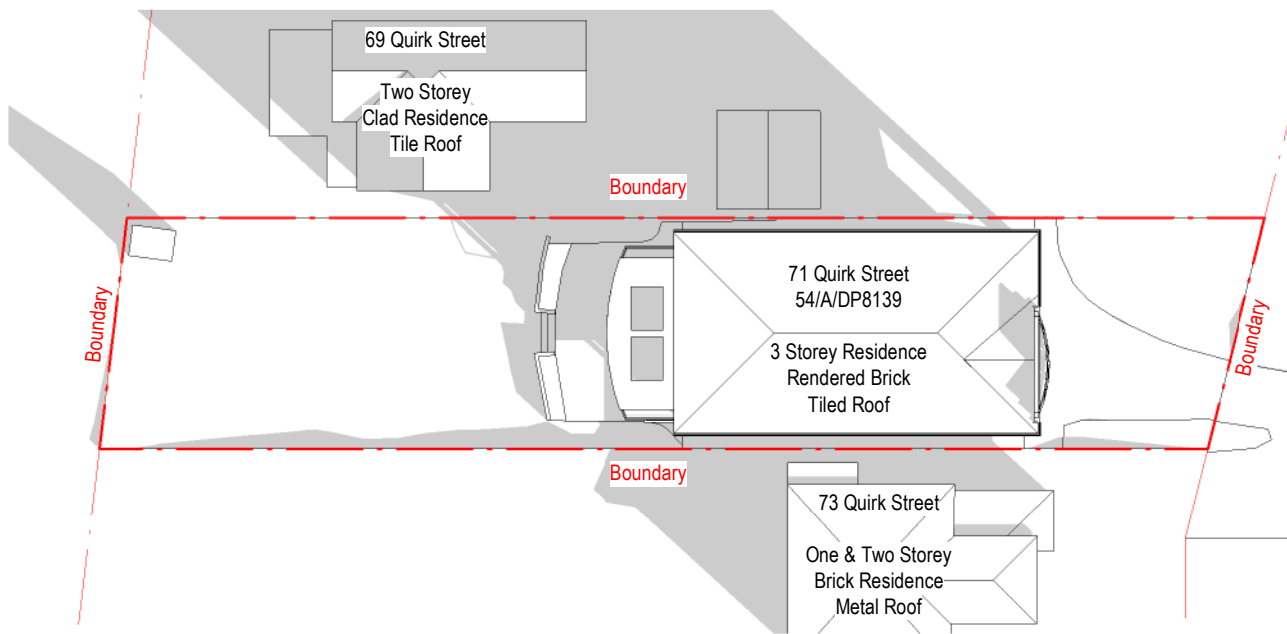 69 Quirk Street
Two Storey
Clad Residence
Tile Roof
Boundary
Boundary
71 Quirk Street
54/A/DP8139
3 Storey Residence
Rendered Brick
Tiled Roof
Boundary
Boundary
73 Quirk Street
One & Two Storey
Brick Residence
Metal Roof